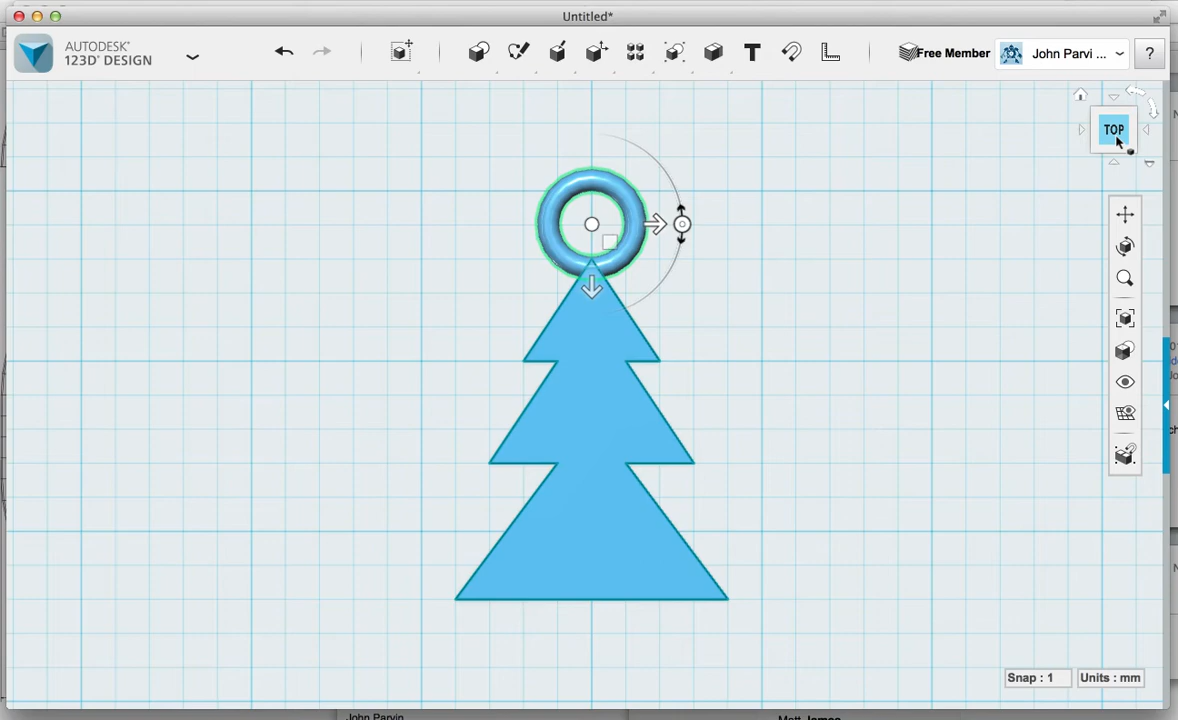 Untitled*
AUTODESK®
123D® DESIGN
T
Free Member
John Parvi ...
?
TOP
Snap : 1
Units : mm
John Parvin
Matt James